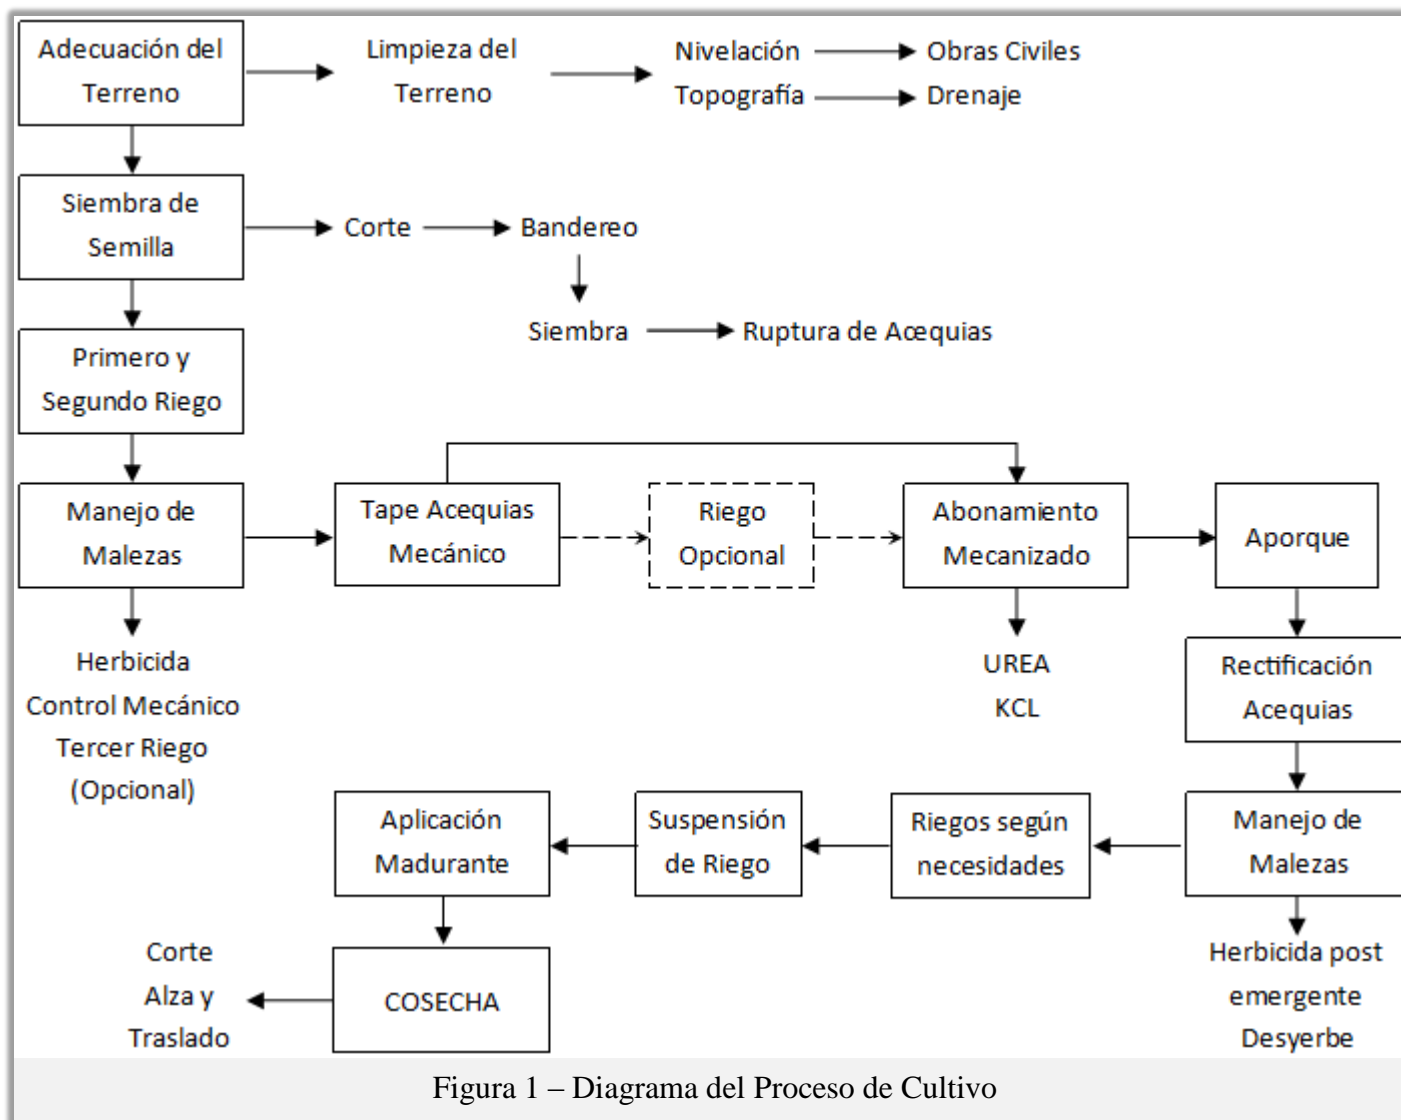 Adecuación del
Terreno
Limpieza del
Terreno
Nivelación
Topografía
Obras Civiles
Drenaje
Siembra de
Semilla
Corte
Bandereo
Siembra
Ruptura de Acequias
Primero y
Segundo Riego
Manejo de
Malezas
Tape Acequias
Mecánico
Riego
Opcional
Abonamiento
Mecanizado
Aporque
Herbicida
Control Mecánico
Tercer Riego
(Opcional)
UREA
KCL
Rectificación
Acequias
Manejo de
Malezas
Riegos según
necesidades
Suspensión
de Riego
Aplicación
Madurante
Herbicida post
emergente
Desyerbe
COSECHA
Corte
Alza y
Traslado
Figura 1 – Diagrama del Proceso de Cultivo